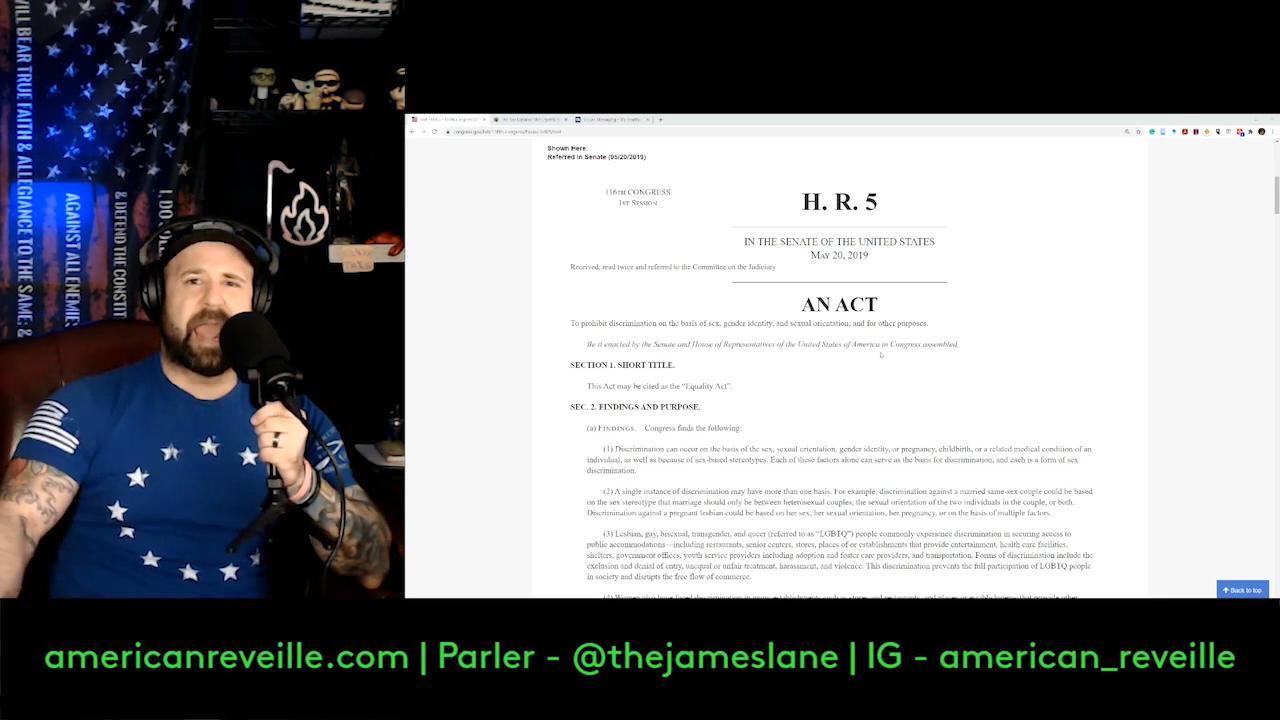 WILL BEAR TRUE FAITH & ALLEGIANCE TO THE SAME; &
AGAINST ALL ENEMIES
& DEFEND THE CONSTIT
I, DO
Shown Here:
Referred in Senate (05/20/2019)
116TH CONGRESS
1ST SESSION
H. R. 5
IN THE SENATE OF THE UNITED STATES
MAY 20, 2019
Received; read twice and referred to the Committee on the Judiciary
AN ACT
To prohibit discrimination on the basis of sex, gender identity, and sexual orientation, and for other purposes.
Be it enacted by the Senate and House of Representatives of the United States of America in Congress assembled,
SECTION 1. SHORT TITLE.
This Act may be cited as the “Equality Act”.
SEC. 2. FINDINGS AND PURPOSE.
(a) FINDINGS. Congress finds the following:
(1) Discrimination can occur on the basis of the sex, sexual orientation, gender identity, or pregnancy, childbirth, or a related medical condition of an
individual, as well as because of sex-based stereotypes. Each of these factors alone can serve as the basis for discrimination, and each is a form of sex
discrimination.
(2) A single instance of discrimination may have more than one basis. For example, discrimination against a married same-sex couple could be based
on the sex stereotype that marriage should only be between heterosexual couples, the sexual orientation of the two individuals in the couple, or both.
Discrimination against a pregnant lesbian could be based on her sex, her sexual orientation, her pregnancy, or on the basis of multiple factors.
(3) Lesbian, gay, bisexual, transgender, and queer (referred to as “LGBTQ”) people commonly experience discrimination in securing access to
public accommodations—including restaurants, senior centers, stores, places of or establishments that provide entertainment, health care facilities,
shelters, government offices, youth service providers including adoption and foster care providers, and transportation. Forms of discrimination include the
exclusion and denial of entry, unequal or unfair treatment, harassment, and violence. This discrimination prevents the full participation of LGBTQ people
in society and disrupts the free flow of commerce.
Back to top
americanreveille.com | Parler - @thejameslane | IG - american_reveille